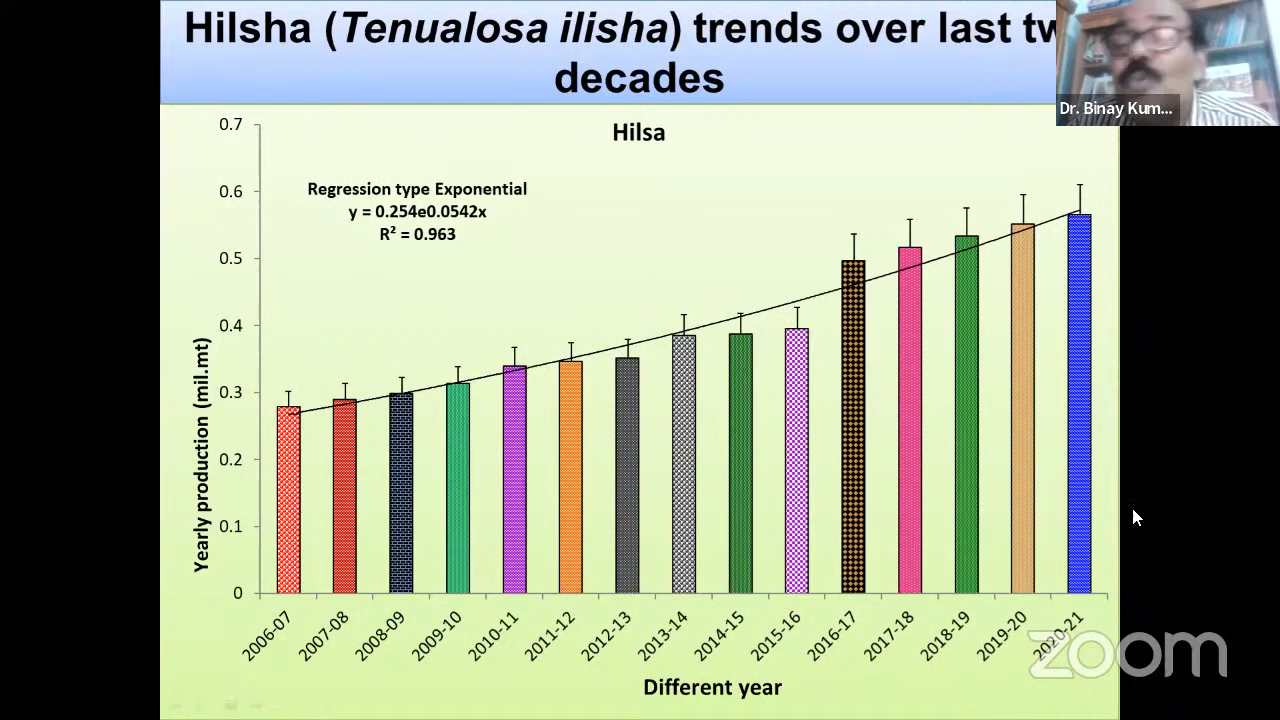 Hilsha (Tenualosa ilisha) trends over last tw
decades
Dr. Binay Kum...
Hilsa
Regression type Exponential
y = 0.254e0.0542x
R² = 0.963
Yearly production (mil.mt)
0.7
0.6
0.5
0.4
0.3
0.2
0.1
0
2006-07
2007-08
2008-09
2009-10
2010-11
2011-12
2012-13
2013-14
2014-15
2015-16
2016-17
2017-18
2018-19
2019-20
2020-21
Different year
zoom